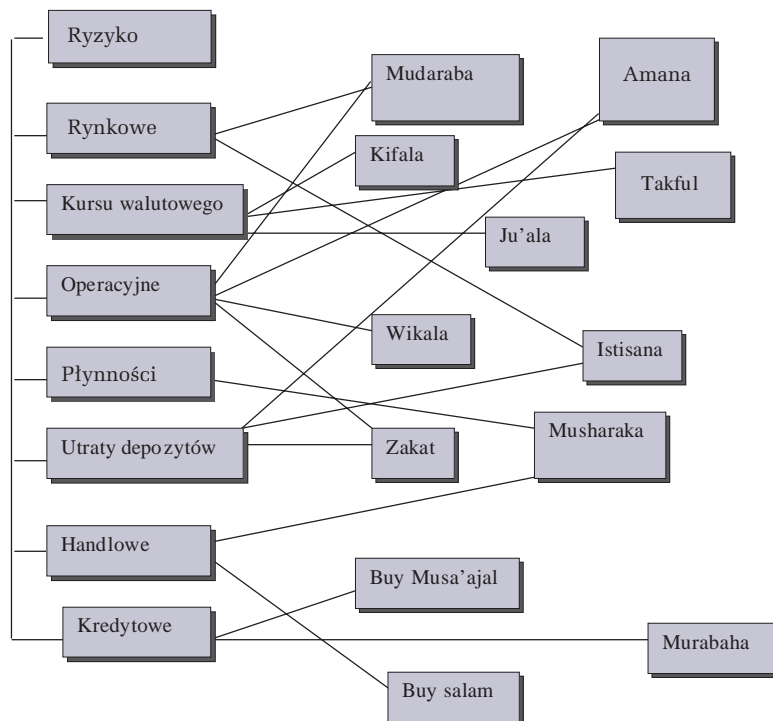 Ryzyko
Mudaraba
Amana
Rynkowe
Kifala
Takful
Kursu walutowego
Ju’ala
Operacyjne
Wikala
Istisana
Płynności
Musharaka
Utraty depozytów
Zakat
Handlowe
Buy Musa’ajal
Kredytowe
Murabaha
Buy salam